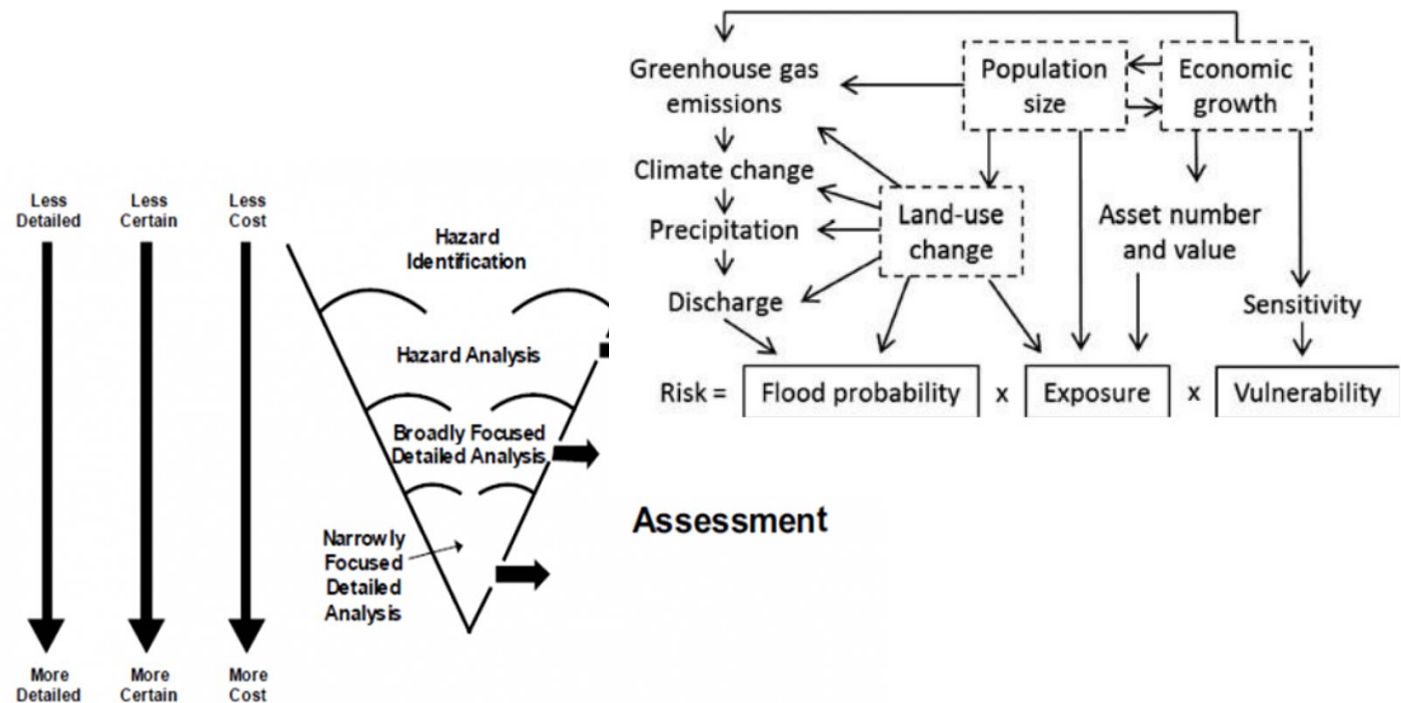 Less
Detailed
Less
Certain
Less
Cost
Hazard
Identification
Hazard Analysis
Broadly Focused
Detailed Analysis
Narrowly
Focused
Detailed
Analysis
More
Detailed
More
Certain
More
Cost
Greenhouse gas
emissions
Population
size
Economic
growth
Climate change
Precipitation
Land-use
change
Asset number
and value
Discharge
Sensitivity
Risk = Flood probability x Exposure x Vulnerability
Assessment